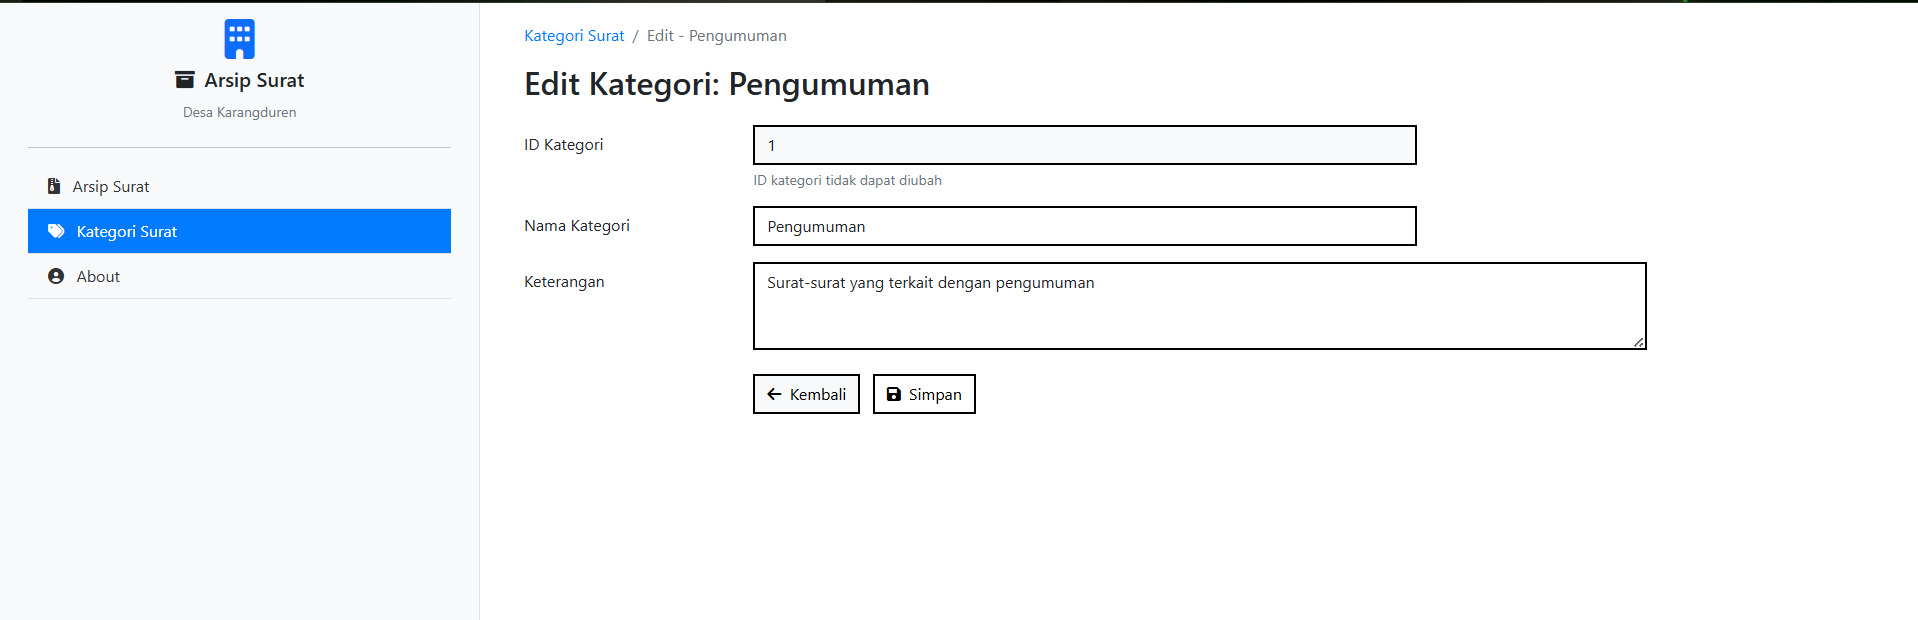 Arsip Surat
Desa Karangduren
Arsip Surat
Kategori Surat
About
Kategori Surat / Edit - Pengumuman
Edit Kategori: Pengumuman
ID Kategori
1
ID kategori tidak dapat diubah
Nama Kategori
Pengumuman
Keterangan
Surat-surat yang terkait dengan pengumuman
Kembali
Simpan